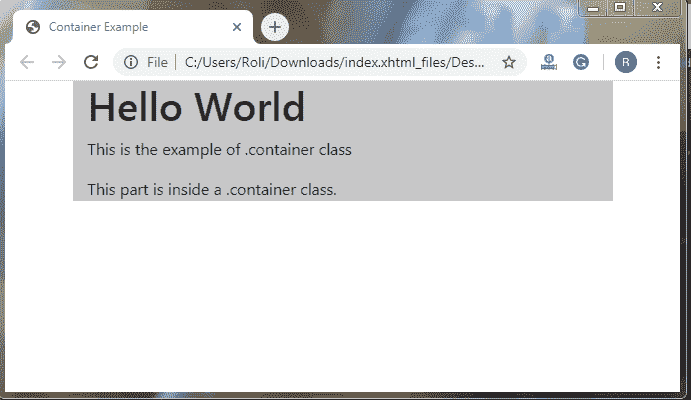 Container Example
File C:/Users/Roli/Downloads/index.xhtml_files/Des...
R
Hello World
This is the example of .container class
This part is inside a .container class.